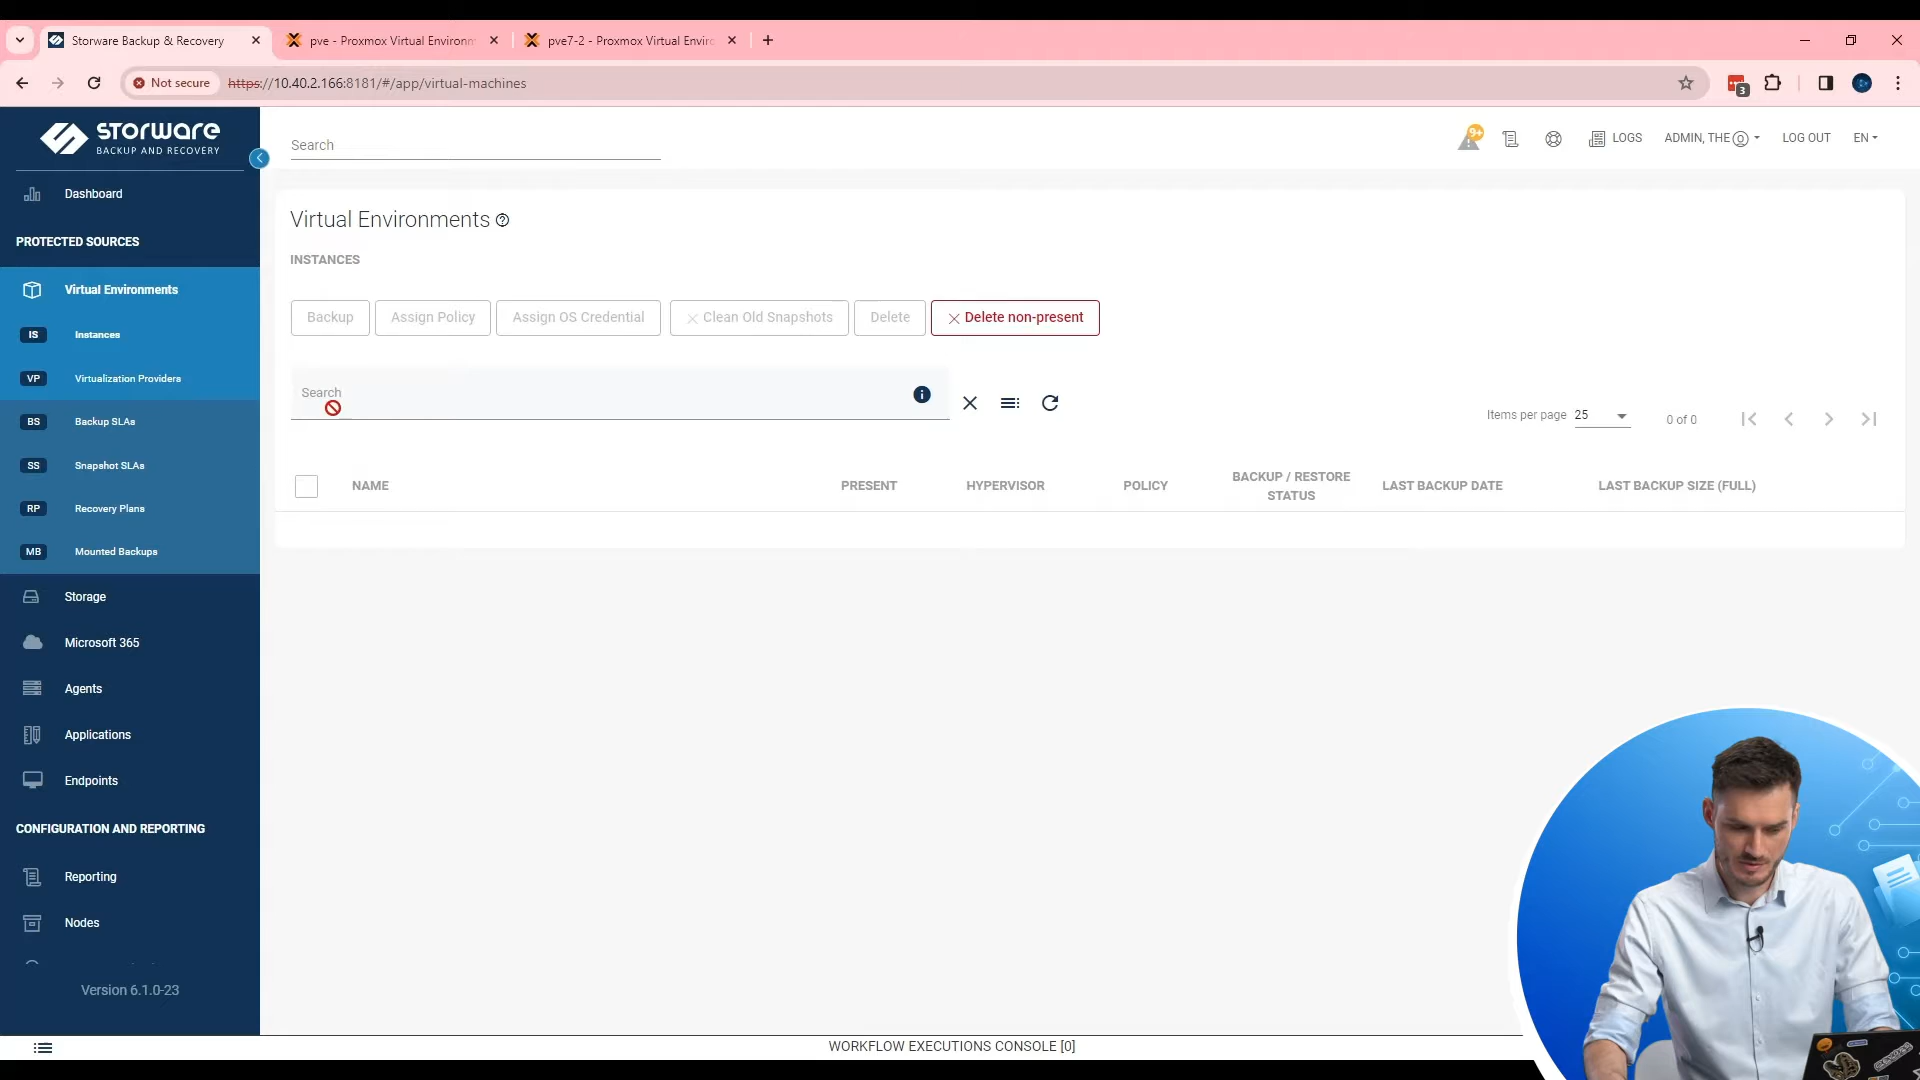 Storware Backup & Recovery
pve - Proxmox Virtual Environm
pve7-2 - Proxmox Virtual Enviro
Not secure
https://10.40.2.166:8181/#/app/virtual-machines
3
STORWARE
BACKUP AND RECOVERY
Search
9+
LOGS
ADMIN, THE
LOG OUT
EN
Dashboard
PROTECTED SOURCES
Virtual Environments
IS Instances
VP Virtualization Providers
BS Backup SLAs
SS Snapshot SLAs
RP Recovery Plans
MB Mounted Backups
Storage
Microsoft 365
Agents
Applications
Endpoints
CONFIGURATION AND REPORTING
Reporting
Nodes
Version 6.1.0-23
Virtual Environments
INSTANCES
Backup
Assign Policy
Assign OS Credential
Clean Old Snapshots
Delete
Delete non-present
Search
Items per page 25
0 of 0
NAME
PRESENT
HYPERVISOR
POLICY
BACKUP / RESTORE
STATUS
LAST BACKUP DATE
LAST BACKUP SIZE (FULL)
WORKFLOW EXECUTIONS CONSOLE [0]